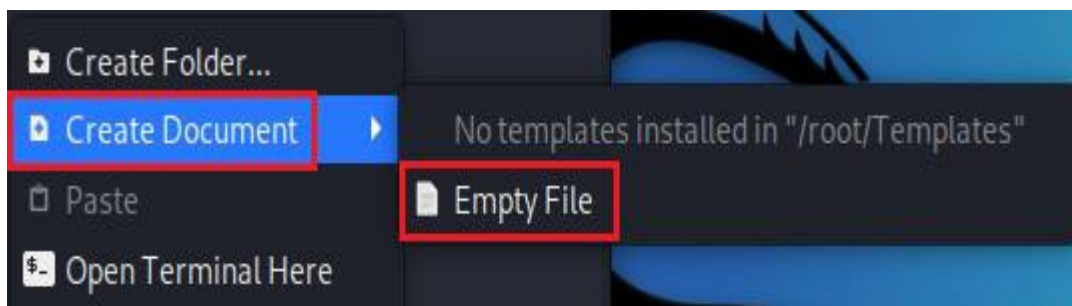 Create Folder...
Create Document
No templates installed in "/root/Templates"
Paste
Empty File
$_ Open Terminal Here